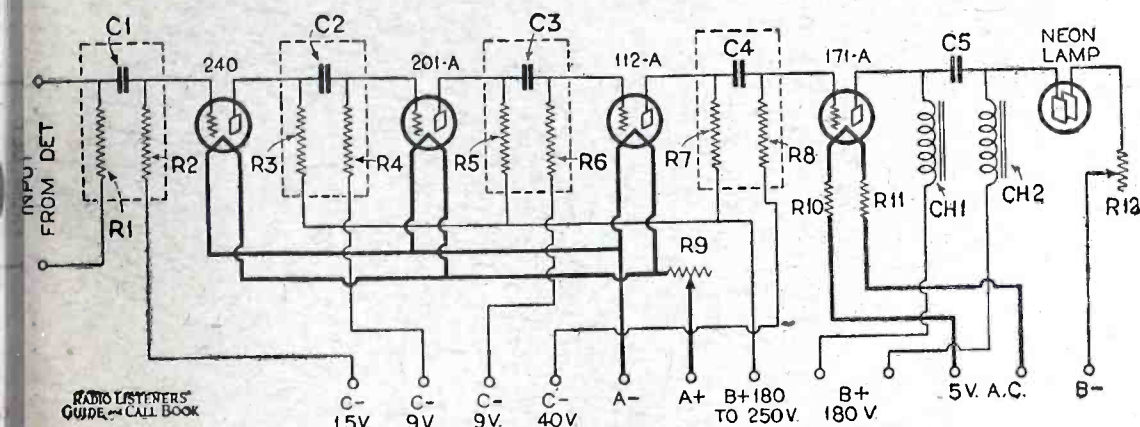 C1
C2
C3
C4
C5
NEON
LAMP
240
201-A
112-A
171-A
INPUT
FROM DET
R1
R2
R3
R4
R5
R6
R7
R8
R9
R10
R11
CH1
CH2
R12
C-
15V.
C-
9V.
C-
9V.
C-
40V.
A-
A+
B+180
TO 250V.
B+
180 V.
5V. A.C.
B-
RADIO LISTENERS'
GUIDE and CALL BOOK